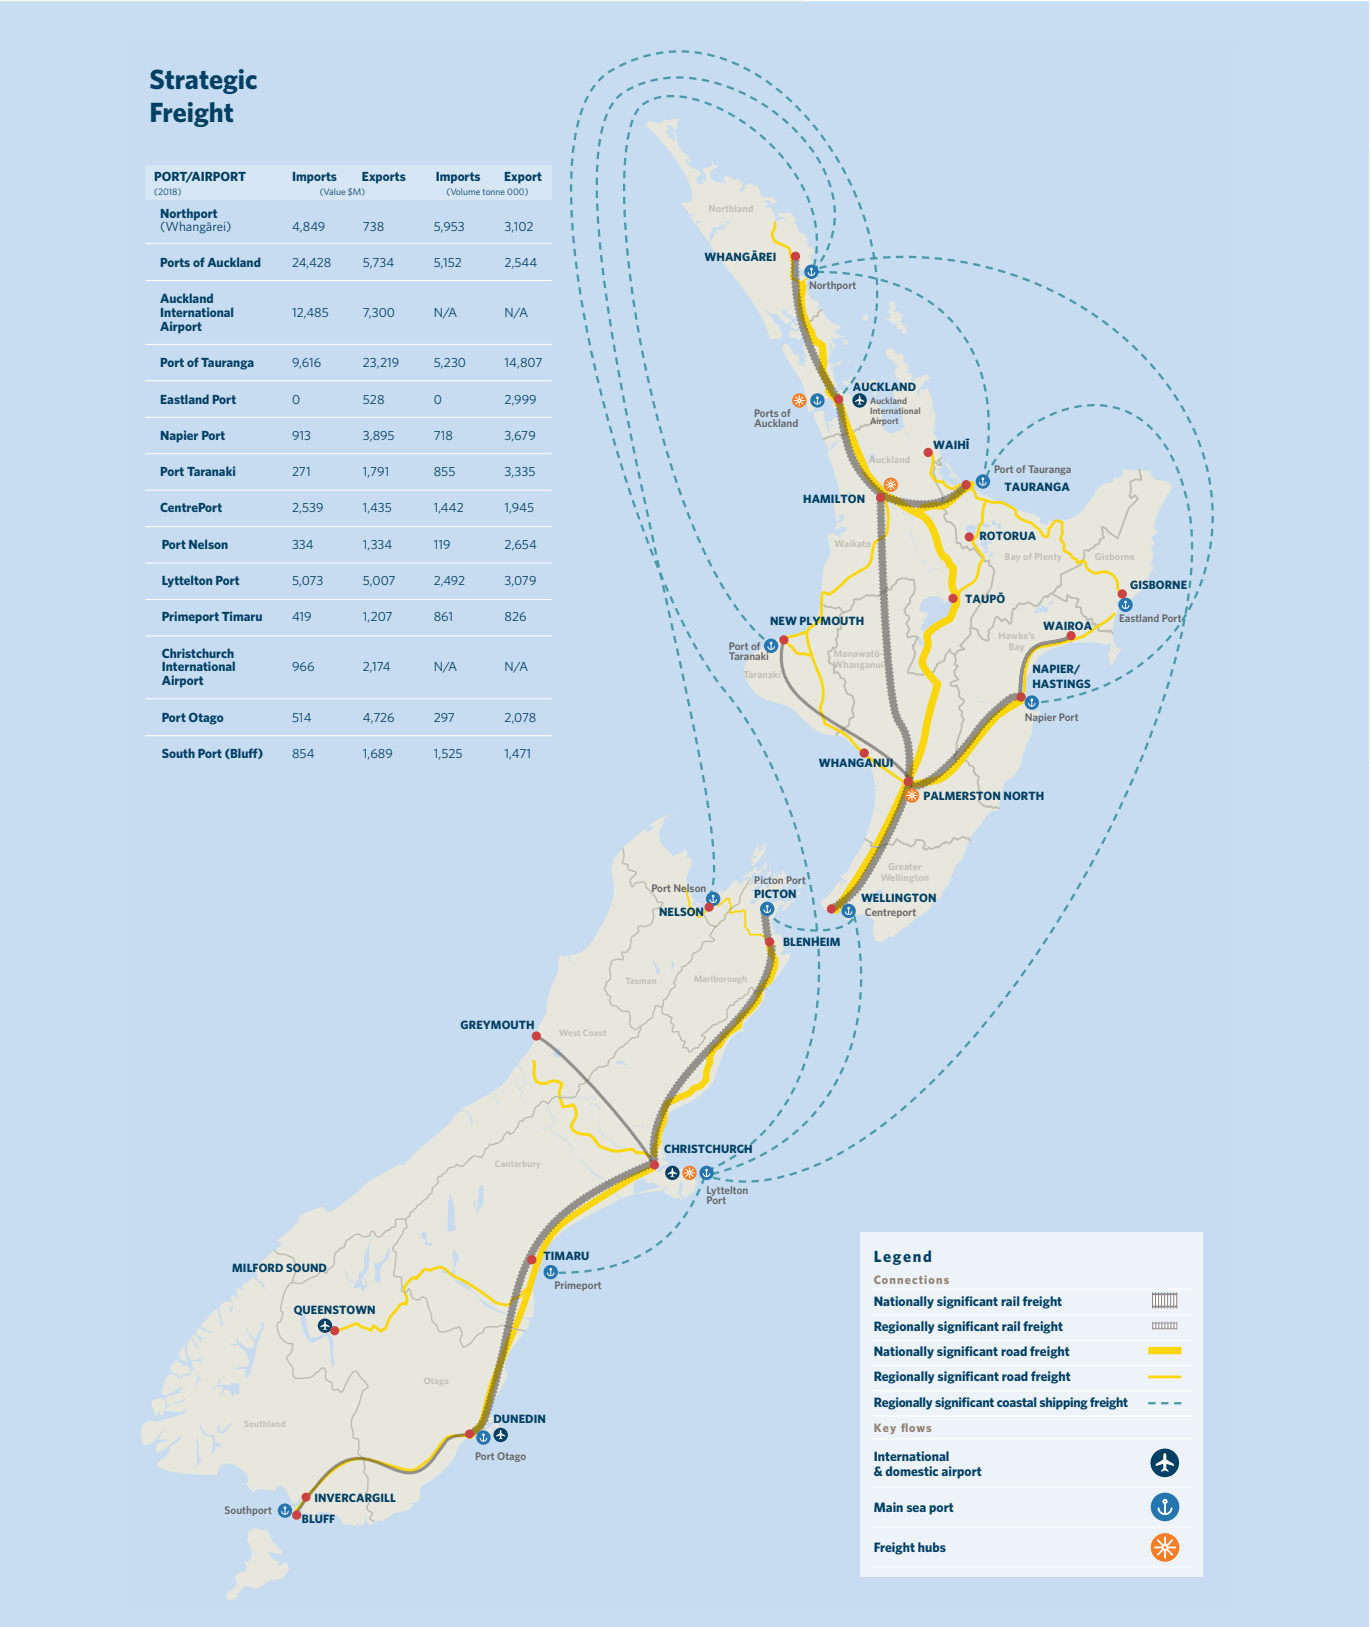 Strategic
Freight
PORT/AIRPORT Imports Exports Imports Export
(2018) (Value $M) (Volume tonne 000)
Northport
(Whangārei) 4,849 738 5,953 3,102
Ports of Auckland 24,428 5,734 5,152 2,544
Auckland
International 12,485 7,300 N/A N/A
Airport
Port of Tauranga 9,616 23,219 5,230 14,807
Eastland Port 0 528 0 2,999
Napier Port 913 3,895 718 3,679
Port Taranaki 271 1,791 855 3,335
CentrePort 2,539 1,435 1,442 1,945
Port Nelson 334 1,334 119 2,654
Lyttelton Port 5,073 5,007 2,492 3,079
Primeport Timaru 419 1,207 861 826
Christchurch
International 966 2,174 N/A N/A
Airport
Port Otago 514 4,726 297 2,078
South Port (Bluff) 854 1,689 1,525 1,471
Northland
WHANGĀREI
Northport
AUCKLAND
Auckland
International
Airport
Ports of
Auckland
WAIHĪ
Auckland
Port of Tauranga
TAURANGA
HAMILTON
ROTORUA
Waikato
Bay of Plenty
Gisborne
GISBORNE
TAUPŌ
Eastland Port
NEW PLYMOUTH
WAIROA
Hawke's
Bay
Port of
Taranaki
Manawatū-
Whanganui
Taranaki
NAPIER/
HASTINGS
Napier Port
WHANGANUI
PALMERSTON NORTH
Greater
Wellington
Picton Port
PICTON
Port Nelson
NELSON
WELLINGTON
Centreport
BLENHEIM
Tasman
Marlborough
GREYMOUTH
West Coast
CHRISTCHURCH
Canterbury
Lyttelton
Port
TIMARU
Primeport
MILFORD SOUND
QUEENSTOWN
Otago
Southland
DUNEDIN
Port Otago
INVERCARGILL
Southport
BLUFF
Legend
Connections
Nationally significant rail freight
Regionally significant rail freight
Nationally significant road freight
Regionally significant road freight
Regionally significant coastal shipping freight
Key flows
International
& domestic airport
Main sea port
Freight hubs